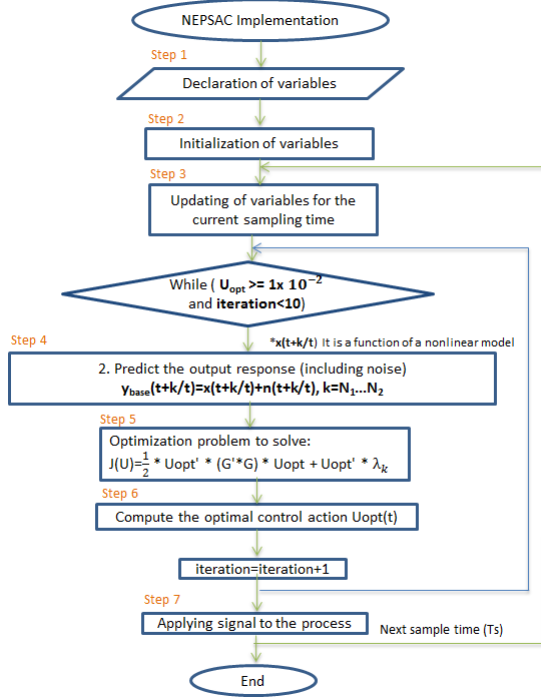 NEPSAC Implementation
Step 1
Declaration of variables
Step 2
Initialization of variables
Step 3
Updating of variables for the
current sampling time
While ( Uopt >= 1x 10⁻²
and iteration<10)
*x(t+k/t) It is a function of a nonlinear model
Step 4
2. Predict the output response (including noise)
ybase(t+k/t)=x(t+k/t)+n(t+k/t), k=N₁...N₂
Step 5
Optimization problem to solve:
J(U)=1/2 * Uopt' * (G'*G) * Uopt + Uopt' * λₖ
Step 6
Compute the optimal control action Uopt(t)
iteration=iteration+1
Step 7
Applying signal to the process
Next sample time (Ts)
End